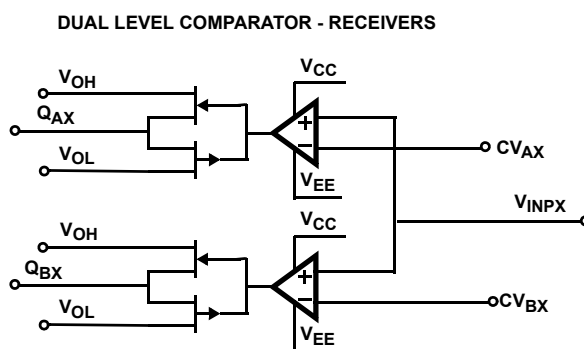 DUAL LEVEL COMPARATOR - RECEIVERS
VOH
VCC
QAX
+
VOL
−
CVAX
VEE
VINPX
VOH
VCC
QBX
+
VOL
−
CVBX
VEE